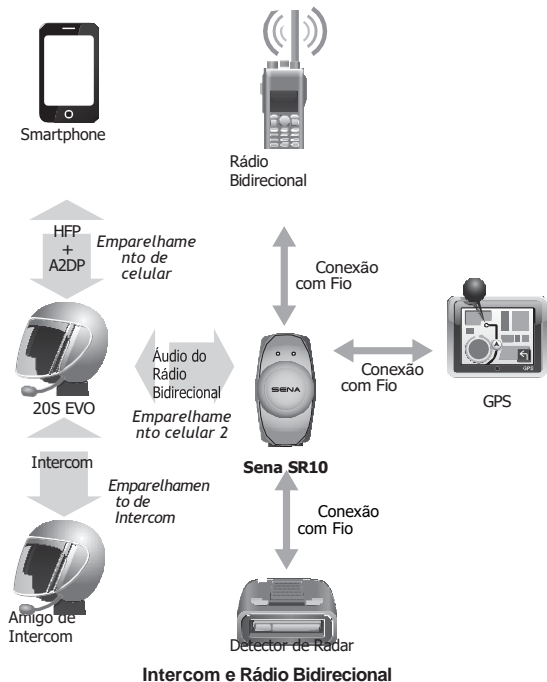 Smartphone
Rádio
Bidirecional
HFP
+
A2DP
Emparelhame
nto de
celular
Conexão
com Fio
20S EVO
Áudio do
Rádio
Bidirecional
Emparelhame
nto celular 2
SENA
Sena SR10
Conexão
com Fio
GPS
GPS
Intercom
Emparelhamen
to de
Intercom
Conexão
com Fio
Amigo de
Intercom
Detector de Radar
Intercom e Rádio Bidirecional